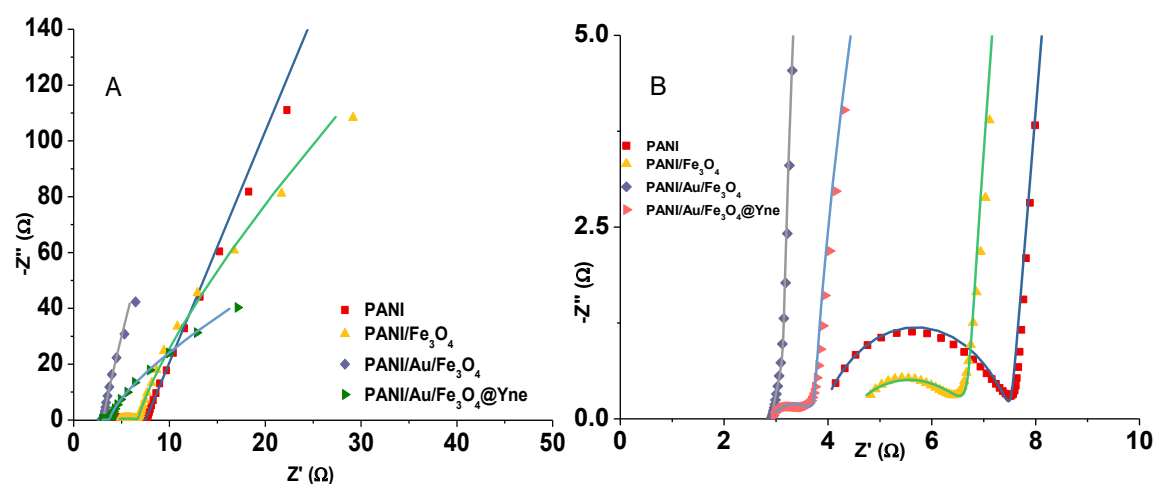 A
-Z" (Ω)
140
120
100
80
60
40
20
0
0
10
20
30
40
50
Z' (Ω)
PANI
PANI/Fe₃O₄
PANI/Au/Fe₃O₄
PANI/Au/Fe₃O₄@Yne
B
-Z" (Ω)
5.0
2.5
0.0
0
2
4
6
8
10
Z' (Ω)
PANI
PANI/Fe₃O₄
PANI/Au/Fe₃O₄
PANI/Au/Fe₃O₄@Yne